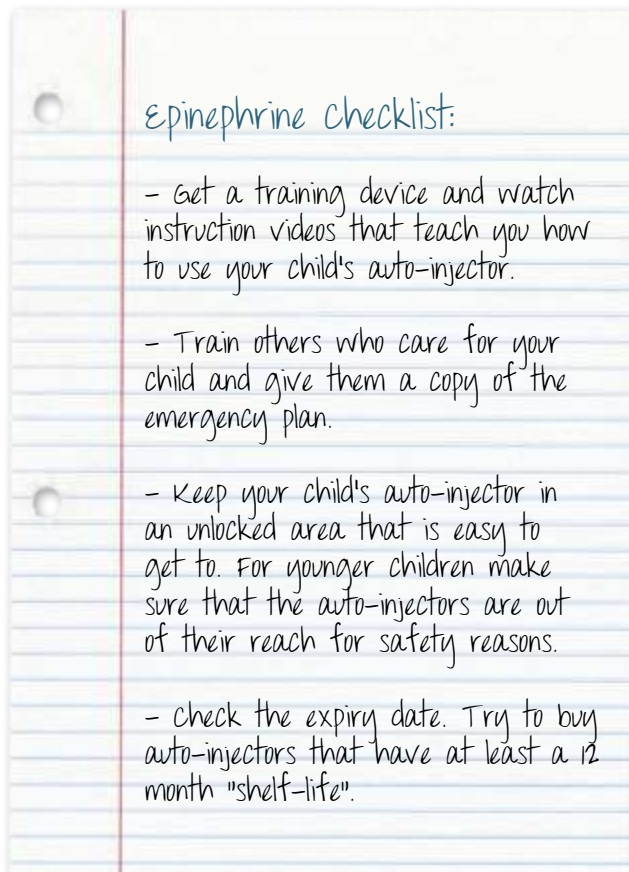 Epinephrine Checklist:
- Get a training device and watch
instruction videos that teach you how
to use your child's auto-injector.
- Train others who care for your
child and give them a copy of the
emergency plan.
- Keep your child's auto-injector in
an unlocked area that is easy to
get to. For younger children make
sure that the auto-injectors are out
of their reach for safety reasons.
- Check the expiry date. Try to buy
auto-injectors that have at least a 12
month "shelf-life".